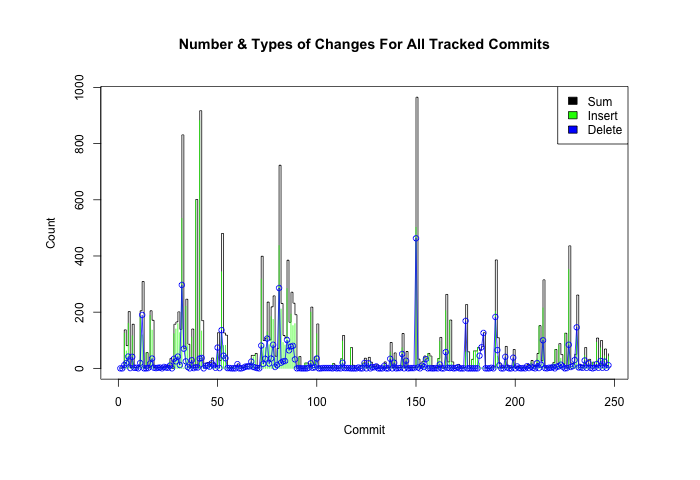 Number & Types of Changes For All Tracked Commits
1000
800
600
400
200
0
Count
Sum
Insert
Delete
0 50 100 150 200 250
Commit